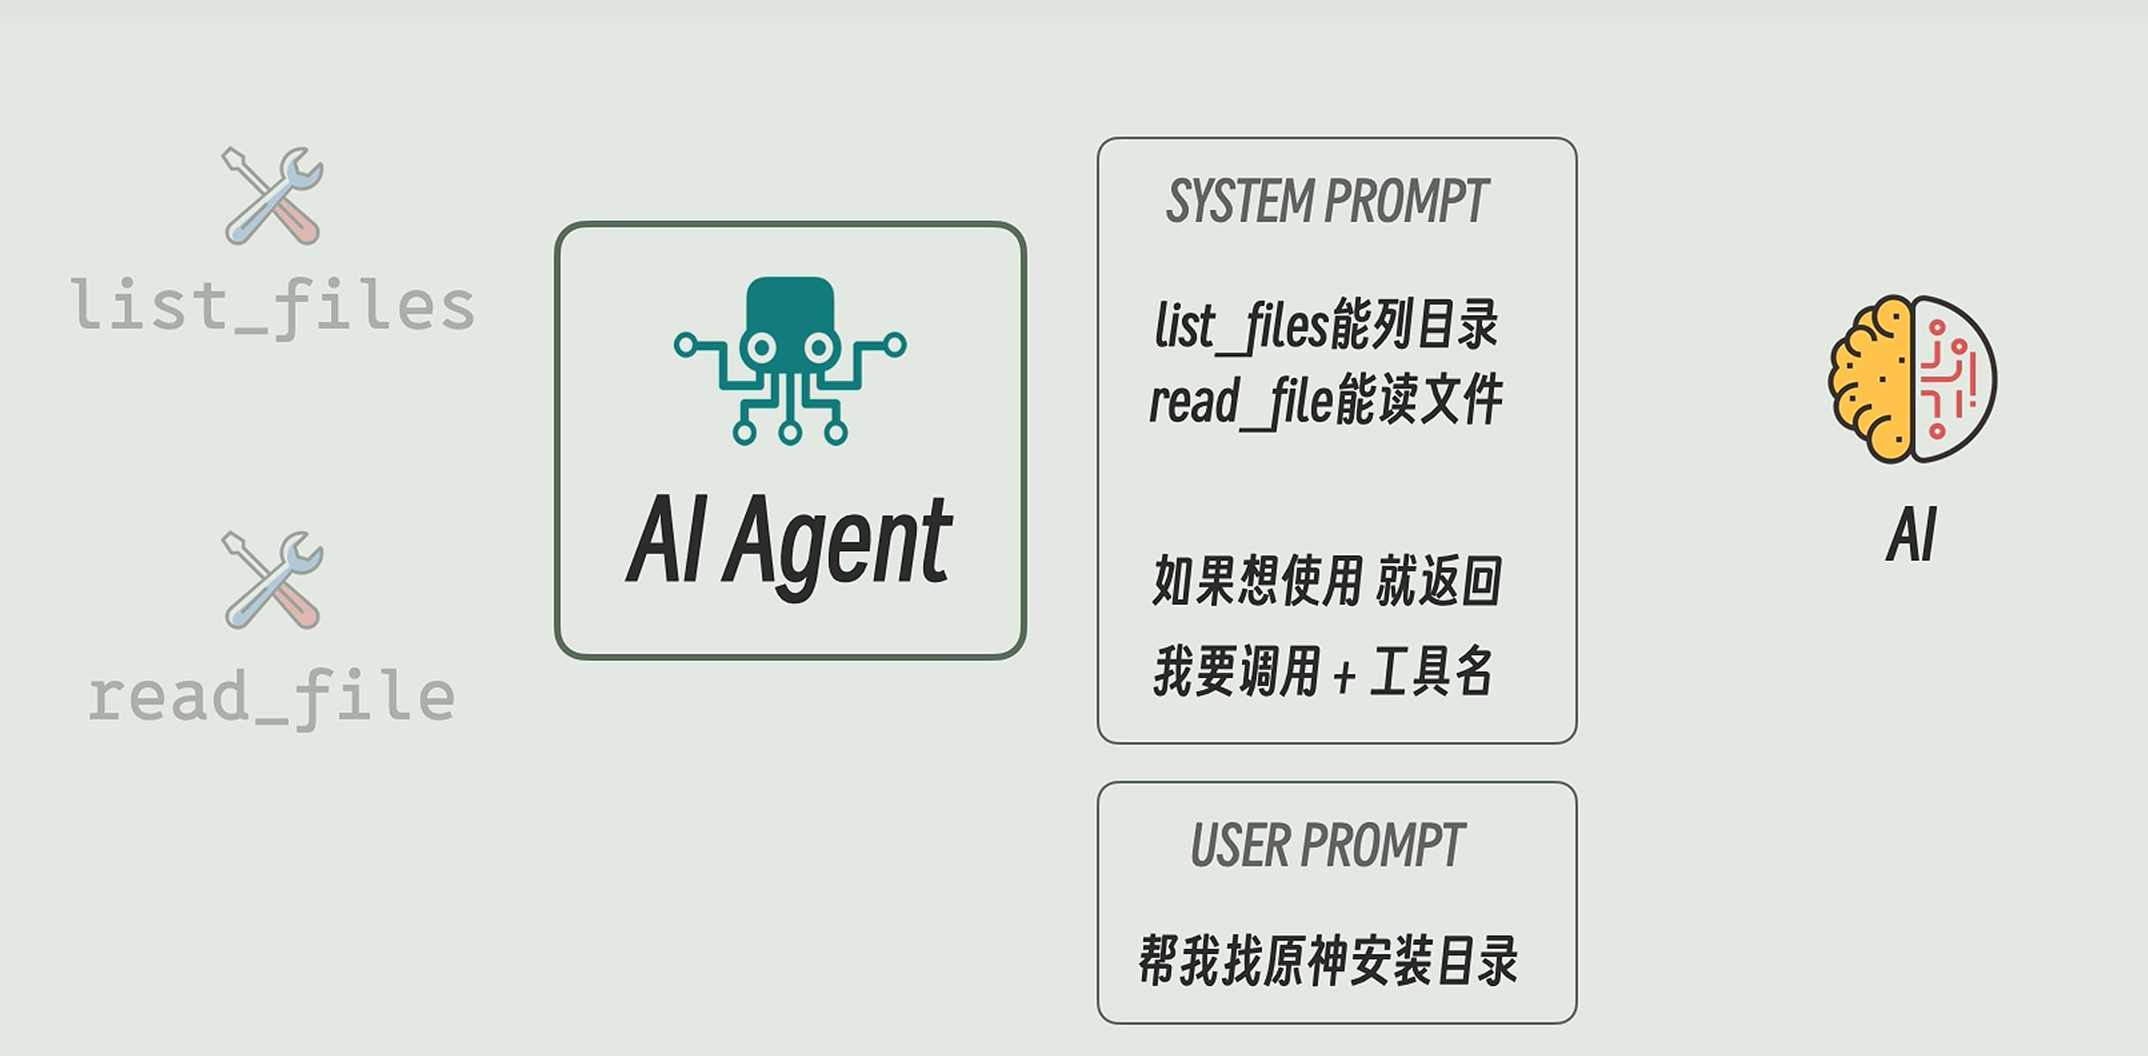 list_files
read_file
AI Agent
SYSTEM PROMPT
list_files能列目录
read_file能读文件
如果想使用 就返回
我要调用 + 工具名
USER PROMPT
帮我找原神安装目录
AI